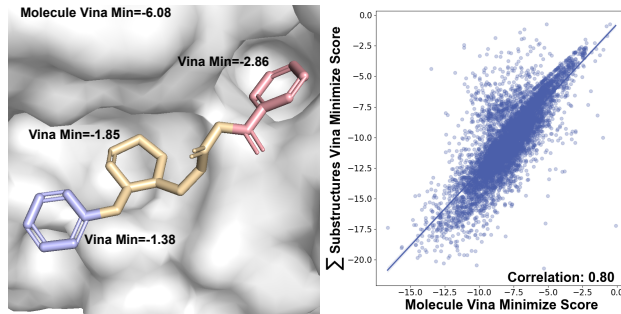 Molecule Vina Min=-6.08
Vina Min=-2.86
Vina Min=-1.85
Vina Min=-1.38
∑ Substructures Vina Minimize Score
0.0
−2.5
−5.0
−7.5
−10.0
−12.5
−15.0
−17.5
−20.0
Correlation: 0.80
−15.0 −12.5 −10.0 −7.5 −5.0 −2.5 0.0
Molecule Vina Minimize Score